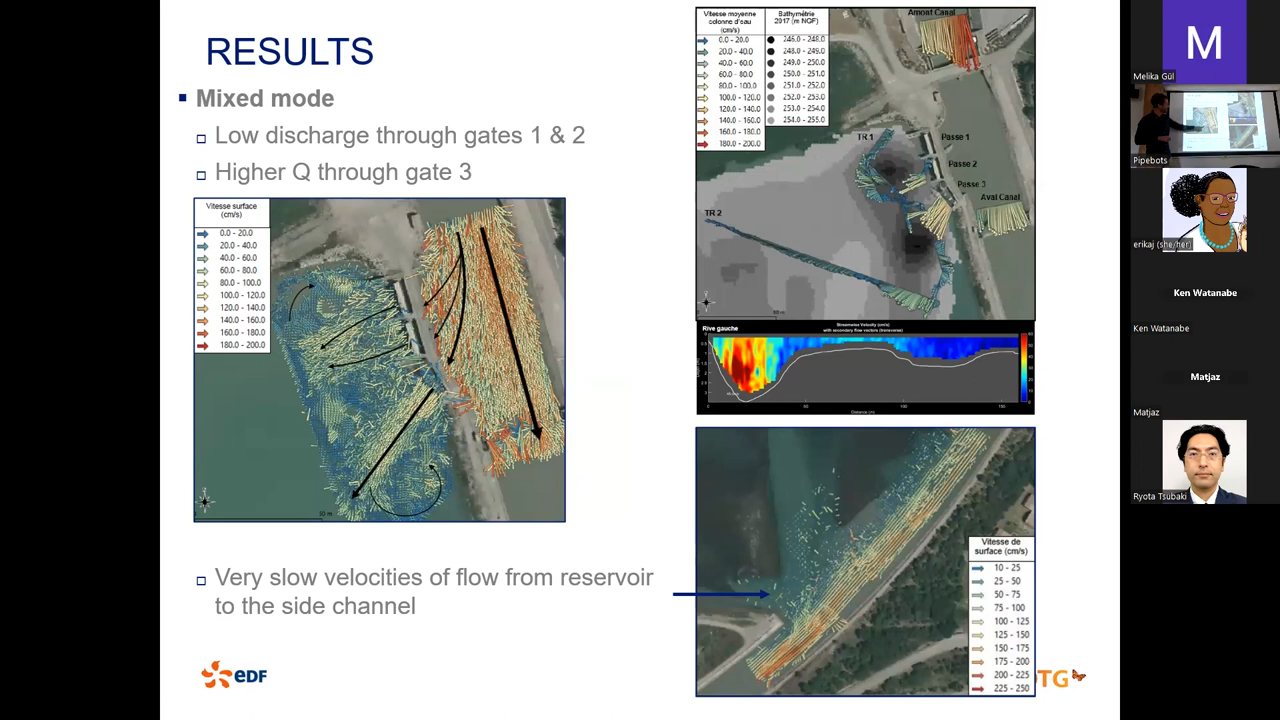 RESULTS
Mixed mode
Low discharge through gates 1 & 2
Higher Q through gate 3
Vitesse surface
(cm/s)
0.0 - 20.0
20.0 - 40.0
40.0 - 60.0
60.0 - 80.0
80.0 - 100.0
100.0 - 120.0
120.0 - 140.0
140.0 - 160.0
160.0 - 180.0
180.0 - 200.0
Very slow velocities of flow from reservoir
to the side channel
edf
Vitesse moyenne
colonne d'eau
(cm/s)
0.0 - 20.0
20.0 - 40.0
40.0 - 60.0
60.0 - 80.0
80.0 - 100.0
100.0 - 120.0
120.0 - 140.0
140.0 - 160.0
160.0 - 180.0
180.0 - 200.0
Bathymétrie
2017 (m NGF)
246.0 - 248.0
248.0 - 249.0
249.0 - 250.0
250.0 - 251.0
251.0 - 252.0
252.0 - 253.0
253.0 - 254.0
254.0 - 255.0
Amont Canal
TR 1
Passe 1
Passe 2
Passe 3
Aval Canal
TR 2
Rive gauche
Streamwise Velocity (cm/s)
with secondary flow vectors (transverse)
Distance (m)
Vitesse de
surface (cm/s)
10 - 25
25 - 50
50 - 75
75 - 100
100 - 125
125 - 150
150 - 175
175 - 200
200 - 225
225 - 250
TG
M
Melika Gül
Pipebots
erikaj (she/her)
Ken Watanabe
Ken Watanabe
Matjaz
Matjaz
Ryota Tsubaki